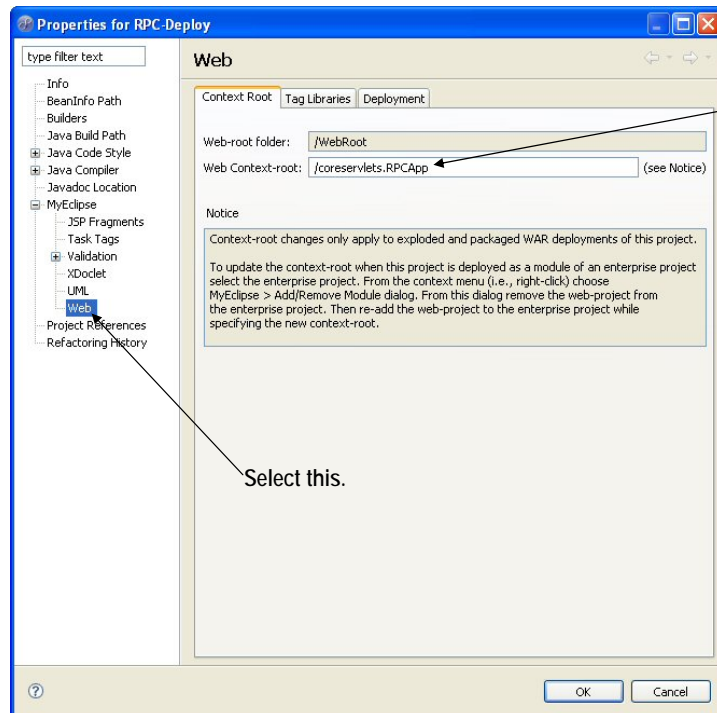 Properties for RPC-Deploy
type filter text
Web
Info
BeanInfo Path
Builders
Java Build Path
Java Code Style
Java Compiler
Javadoc Location
MyEclipse
JSP Fragments
Task Tags
Validation
XDoclet
UML
Web
Project References
Refactoring History
Context Root Tag Libraries Deployment
Web-root folder: /WebRoot
Web Context-root: /coreservlets.RPCApp (see Notice)
Notice
Context-root changes only apply to exploded and packaged WAR deployments of this project.
To update the context-root when this project is deployed as a module of an enterprise project
select the enterprise project. From the context menu (i.e., right-click) choose
MyEclipse > Add/Remove Module dialog. From this dialog remove the web-project from
the enterprise project. Then re-add the web-project to the enterprise project while
specifying the new context-root.
Select this.
OK Cancel